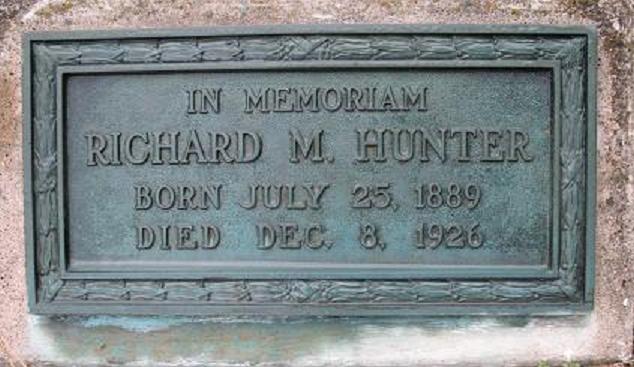 IN MEMORIAM
RICHARD M. HUNTER
BORN JULY 25, 1889
DIED DEC. 8, 1926